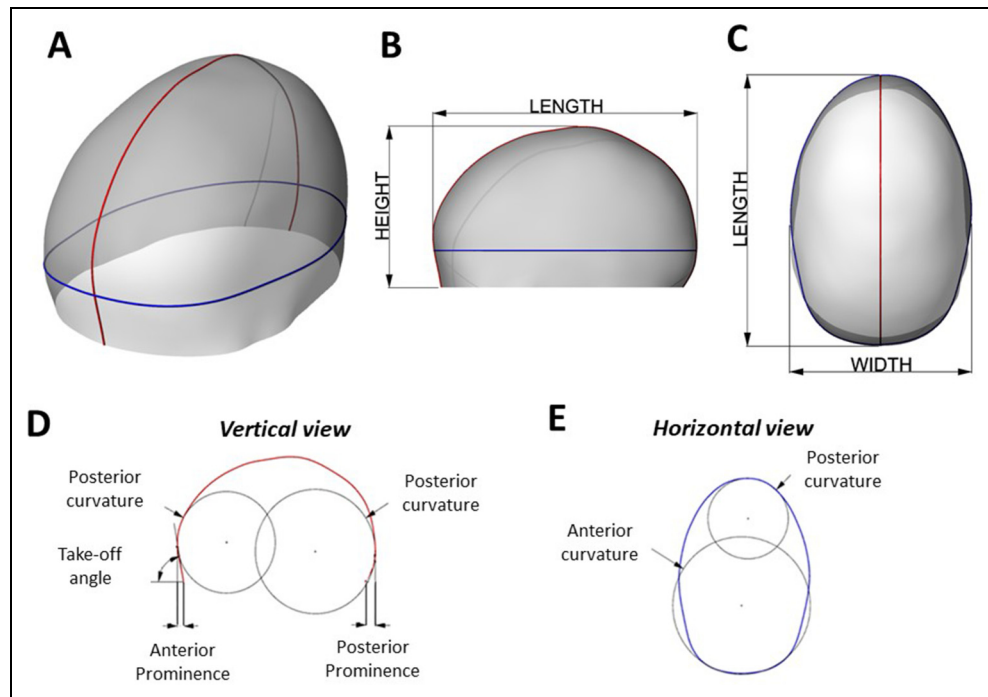 A
B
C
LENGTH
HEIGHT
LENGTH
WIDTH
D
Vertical view
Posterior
curvature
Posterior
curvature
Take-off
angle
Anterior
Prominence
Posterior
Prominence
E
Horizontal view
Posterior
curvature
Anterior
curvature